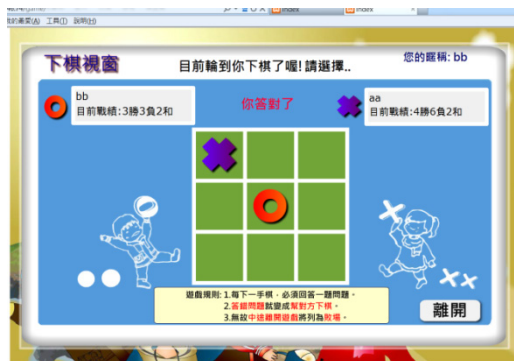 index
index
工具(T) 說明(H)
下棋視窗
目前輪到你下棋了喔!請選擇..
您的暱稱: bb
bb
目前戰績:3勝3負2和
你答對了
aa
目前戰績:4勝6負2和
遊戲規則: 1.每下一手棋，必須回答一題問題。
2.答錯問題就變成幫對方下棋。
3.無故中途離開遊戲將列為敗場。
離開